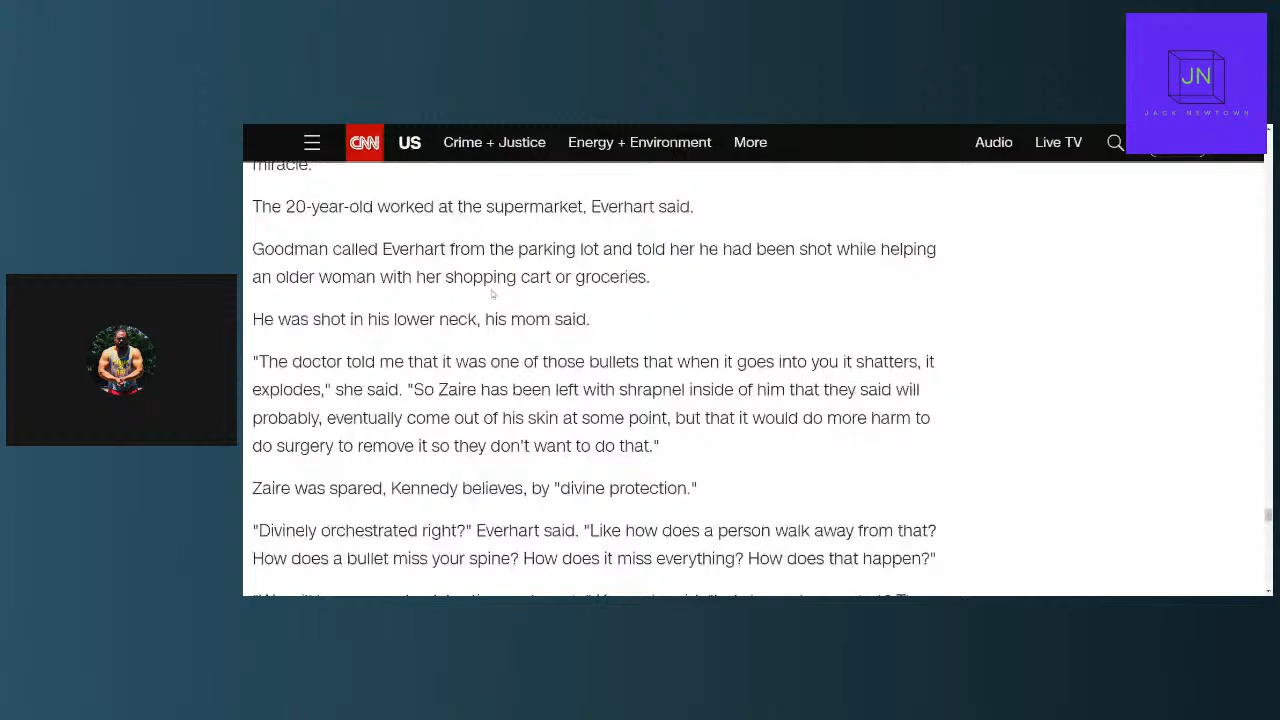 JN
JACK NEWTOWN
CNN US Crime + Justice Energy + Environment More Audio Live TV
miracle."
The 20-year-old worked at the supermarket, Everhart said.
Goodman called Everhart from the parking lot and told her he had been shot while helping
an older woman with her shopping cart or groceries.
He was shot in his lower neck, his mom said.
"The doctor told me that it was one of those bullets that when it goes into you it shatters, it
explodes," she said. "So Zaire has been left with shrapnel inside of him that they said will
probably, eventually come out of his skin at some point, but that it would do more harm to
do surgery to remove it so they don't want to do that."
Zaire was spared, Kennedy believes, by "divine protection."
"Divinely orchestrated right?" Everhart said. "Like how does a person walk away from that?
How does a bullet miss your spine? How does it miss everything? How does that happen?"